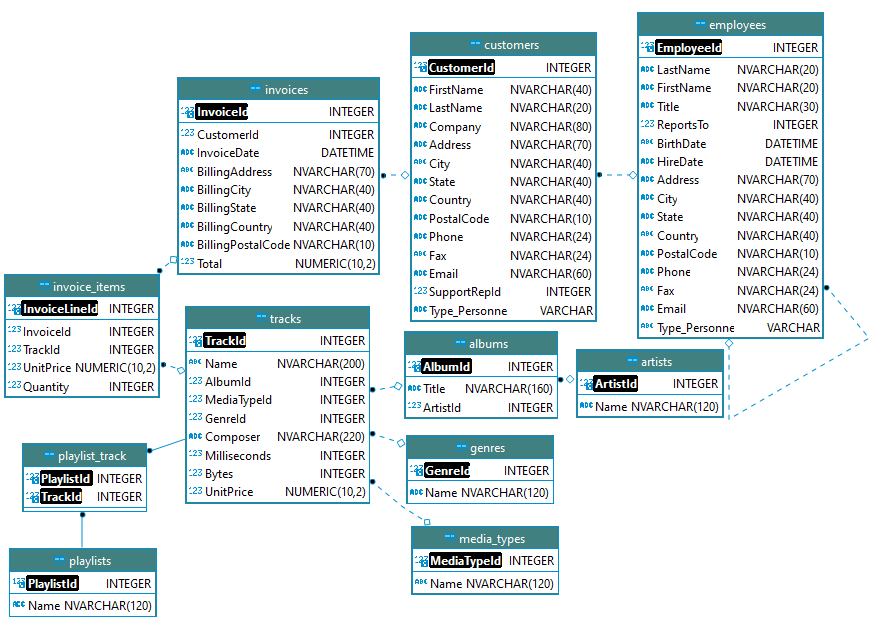 employees
EmployeeId INTEGER
LastName NVARCHAR(20)
FirstName NVARCHAR(20)
Title NVARCHAR(30)
ReportsTo INTEGER
BirthDate DATETIME
HireDate DATETIME
Address NVARCHAR(70)
City NVARCHAR(40)
State NVARCHAR(40)
Country NVARCHAR(40)
PostalCode NVARCHAR(10)
Phone NVARCHAR(24)
Fax NVARCHAR(24)
Email NVARCHAR(60)
Type_Personne VARCHAR
customers
CustomerId INTEGER
FirstName NVARCHAR(40)
LastName NVARCHAR(20)
Company NVARCHAR(80)
Address NVARCHAR(70)
City NVARCHAR(40)
State NVARCHAR(40)
Country NVARCHAR(40)
PostalCode NVARCHAR(10)
Phone NVARCHAR(24)
Fax NVARCHAR(24)
Email NVARCHAR(60)
SupportRepId INTEGER
Type_Personne VARCHAR
invoices
InvoiceId INTEGER
CustomerId INTEGER
InvoiceDate DATETIME
BillingAddress NVARCHAR(70)
BillingCity NVARCHAR(40)
BillingState NVARCHAR(40)
BillingCountry NVARCHAR(40)
BillingPostalCode NVARCHAR(10)
Total NUMERIC(10,2)
invoice_items
InvoiceLineId INTEGER
InvoiceId INTEGER
TrackId INTEGER
UnitPrice NUMERIC(10,2)
Quantity INTEGER
tracks
TrackId INTEGER
Name NVARCHAR(200)
AlbumId INTEGER
MediaTypeId INTEGER
GenreId INTEGER
Composer NVARCHAR(220)
Milliseconds INTEGER
Bytes INTEGER
UnitPrice NUMERIC(10,2)
albums
AlbumId INTEGER
Title NVARCHAR(160)
ArtistId INTEGER
artists
ArtistId INTEGER
Name NVARCHAR(120)
genres
GenreId INTEGER
Name NVARCHAR(120)
media_types
MediaTypeId INTEGER
Name NVARCHAR(120)
playlist_track
PlaylistId INTEGER
TrackId INTEGER
playlists
PlaylistId INTEGER
Name NVARCHAR(120)